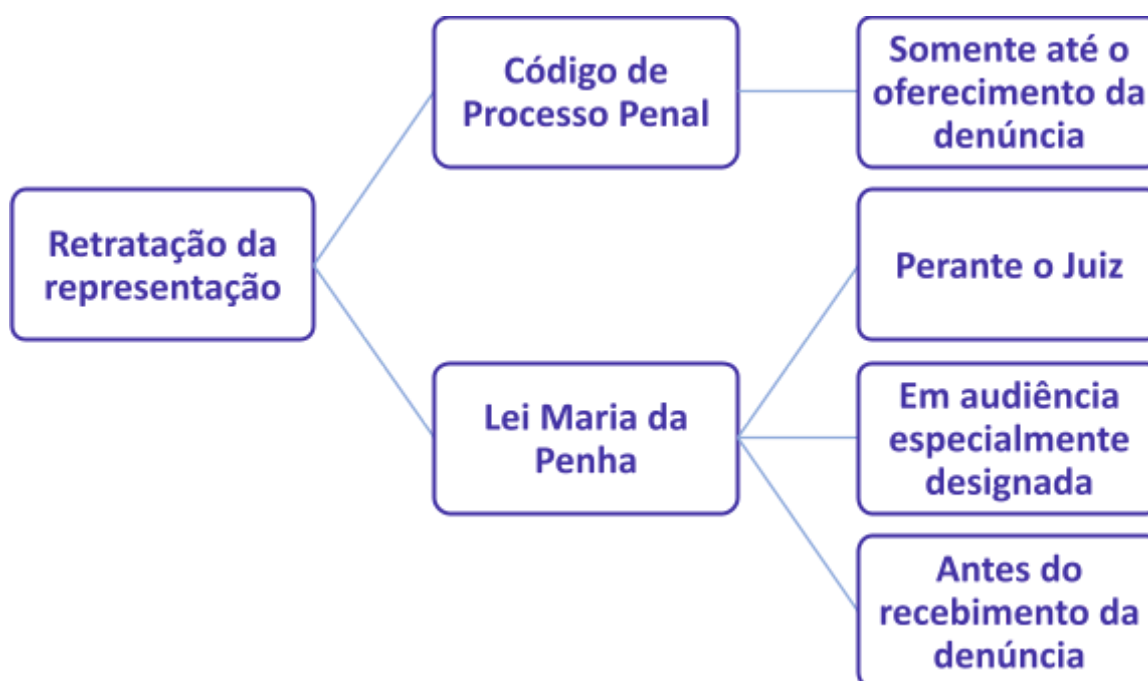 Retratação da
representação
Código de
Processo Penal
Somente até o
oferecimento da
denúncia
Lei Maria da
Penha
Perante o Juiz
Em audiência
especialmente
designada
Antes do
recebimento da
denúncia